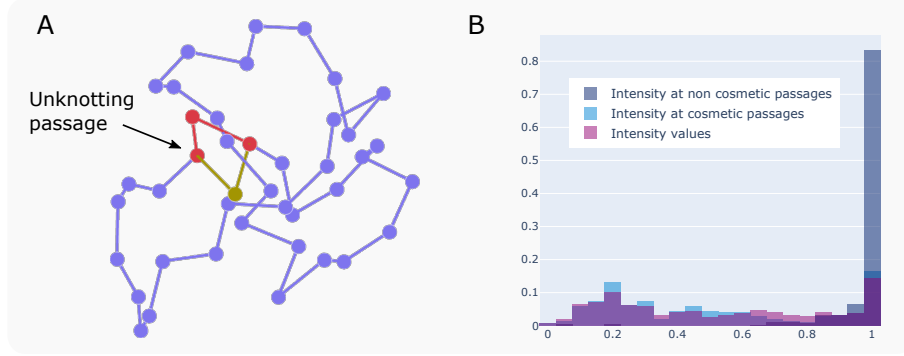 A
Unknotting
passage
B
0.8
0.7
0.6
0.5
0.4
0.3
0.2
0.1
0
Intensity at non cosmetic passages
Intensity at cosmetic passages
Intensity values
0 0.2 0.4 0.6 0.8 1